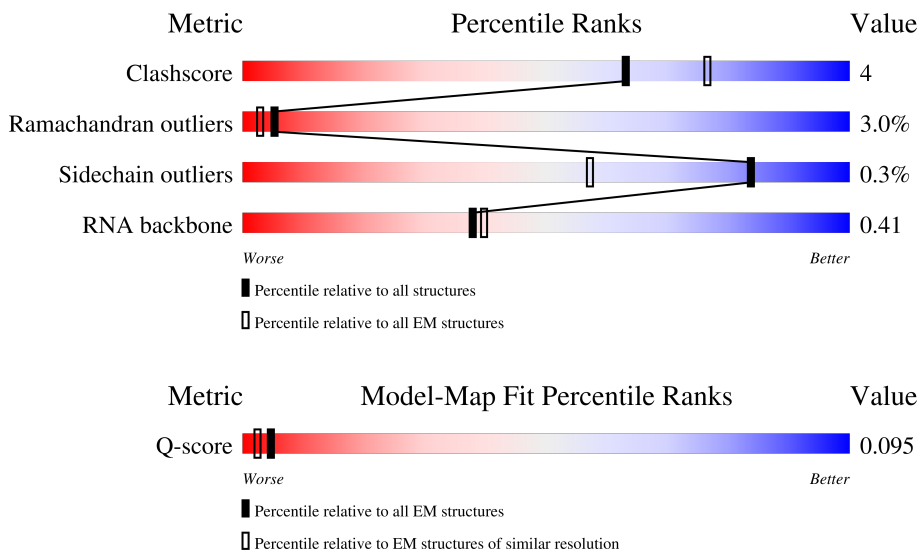 Metric Percentile Ranks Value
Clashscore 4
Ramachandran outliers 3.0%
Sidechain outliers 0.3%
RNA backbone 0.41
Worse Better
Percentile relative to all structures
Percentile relative to all EM structures
Metric Model-Map Fit Percentile Ranks Value
Q-score 0.095
Worse Better
Percentile relative to all EM structures
Percentile relative to EM structures of similar resolution